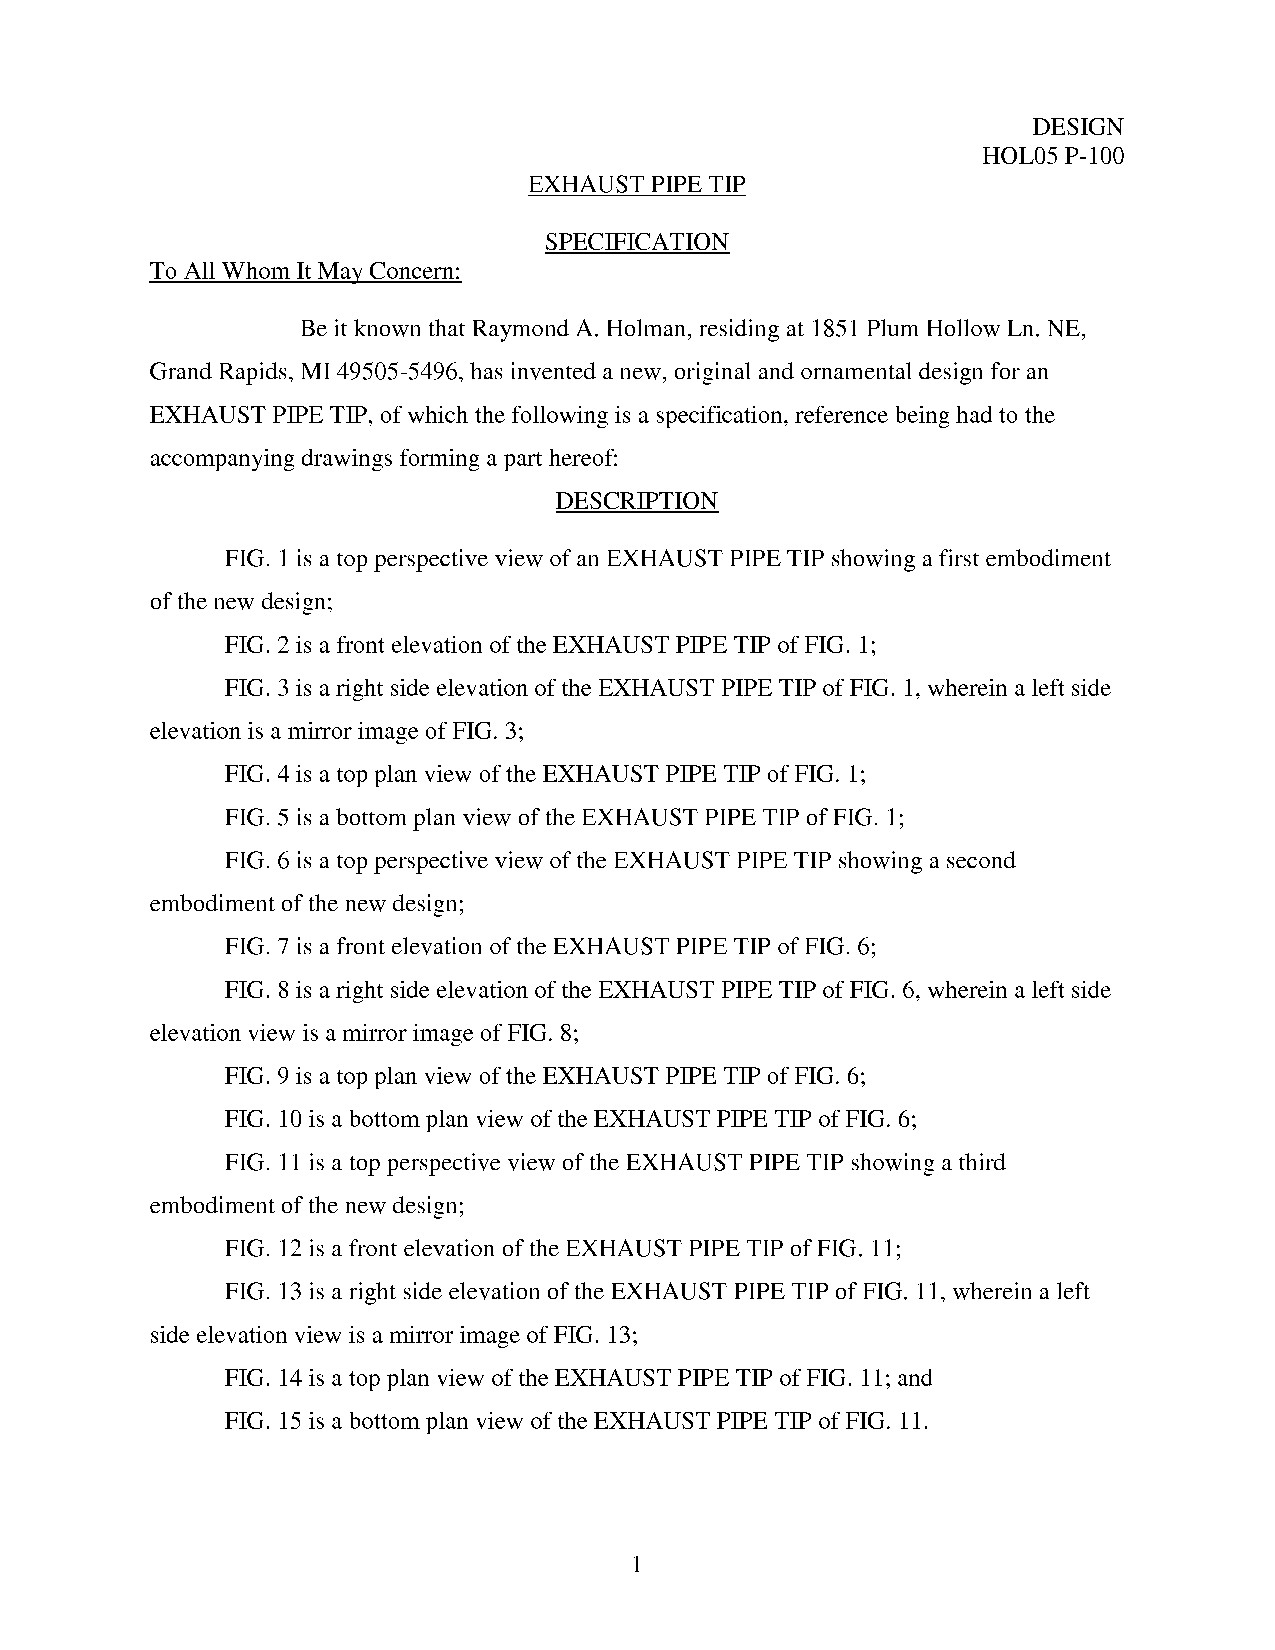 DESIGN
HOL05 P-100
EXHAUST PIPE TIP
SPECIFICATION
To All Whom It May Concern:
Be it known that Raymond A. Holman, residing at 1851 Plum Hollow Ln. NE,
Grand Rapids, MI 49505-5496, has invented a new, original and ornamental design for an
EXHAUST PIPE TIP, of which the following is a specification, reference being had to the
accompanying drawings forming a part hereof:
DESCRIPTION
FIG. 1 is a top perspective view of an EXHAUST PIPE TIP showing a first embodiment
of the new design;
FIG. 2 is a front elevation of the EXHAUST PIPE TIP of FIG. 1;
FIG. 3 is a right side elevation of the EXHAUST PIPE TIP of FIG. 1, wherein a left side
elevation is a mirror image of FIG. 3;
FIG. 4 is a top plan view of the EXHAUST PIPE TIP of FIG. 1;
FIG. 5 is a bottom plan view of the EXHAUST PIPE TIP of FIG. 1;
FIG. 6 is a top perspective view of the EXHAUST PIPE TIP showing a second
embodiment of the new design;
FIG. 7 is a front elevation of the EXHAUST PIPE TIP of FIG. 6;
FIG. 8 is a right side elevation of the EXHAUST PIPE TIP of FIG. 6, wherein a left side
elevation view is a mirror image of FIG. 8;
FIG. 9 is a top plan view of the EXHAUST PIPE TIP of FIG. 6;
FIG. 10 is a bottom plan view of the EXHAUST PIPE TIP of FIG. 6;
FIG. 11 is a top perspective view of the EXHAUST PIPE TIP showing a third
embodiment of the new design;
FIG. 12 is a front elevation of the EXHAUST PIPE TIP of FIG. 11;
FIG. 13 is a right side elevation of the EXHAUST PIPE TIP of FIG. 11, wherein a left
side elevation view is a mirror image of FIG. 13;
FIG. 14 is a top plan view of the EXHAUST PIPE TIP of FIG. 11; and
FIG. 15 is a bottom plan view of the EXHAUST PIPE TIP of FIG. 11.
1